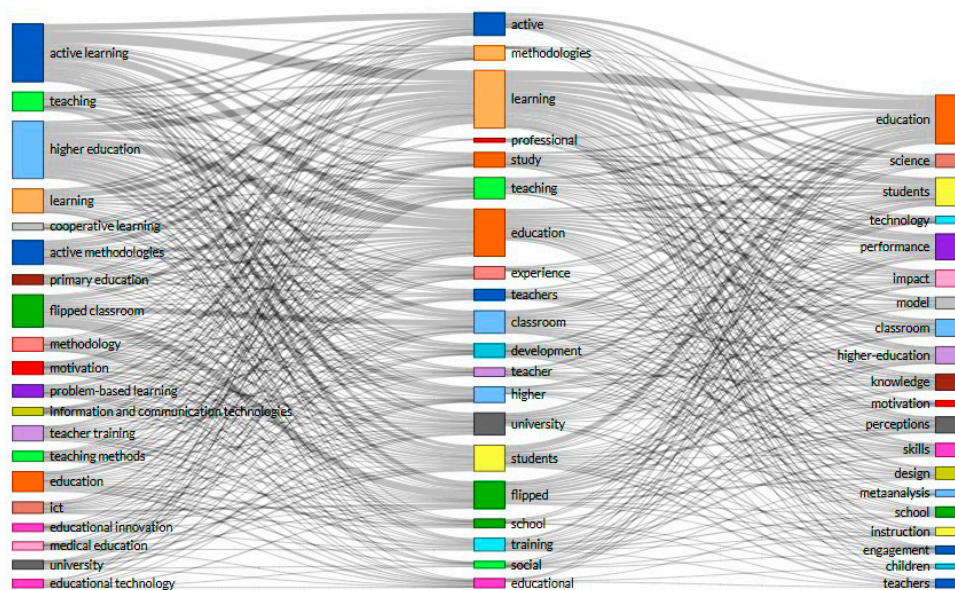 active learning
teaching
higher education
learning
cooperative learning
active methodologies
primary education
flipped classroom
methodology
motivation
problem-based learning
information and communication technologies
teacher training
teaching methods
education
ict
educational innovation
medical education
university
educational technology
active
methodologies
learning
professional
study
teaching
education
experience
teachers
classroom
development
teacher
higher
university
students
flipped
school
training
social
educational
education
science
students
technology
performance
impact
model
classroom
higher-education
knowledge
motivation
perceptions
skills
design
metaanalysis
school
instruction
engagement
children
teachers